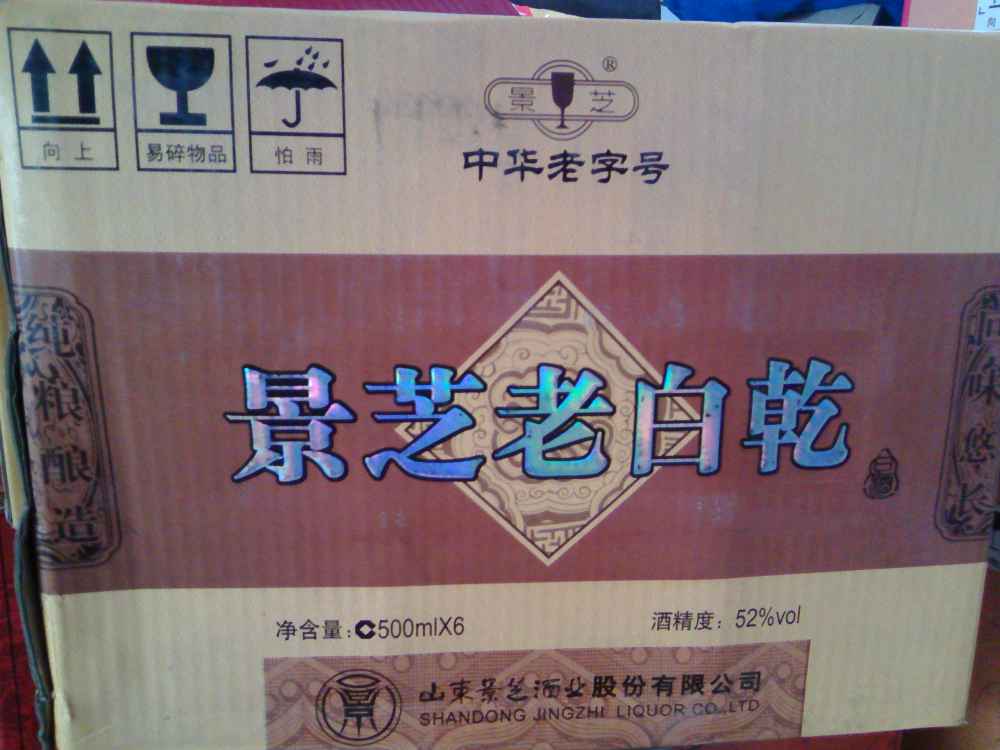 向上
易碎物品
怕雨
景芝®
中华老字号
纯粮酿造
景芝老白乾
回味悠长
净含量:500mlX6
酒精度: 52%vol
山东景芝酒业股份有限公司
SHANDONG JINGZHI LIQUOR CO.,LTD